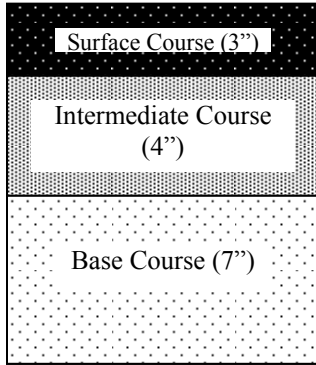 Surface Course (3”)
Intermediate Course
(4”)
Base Course (7”)